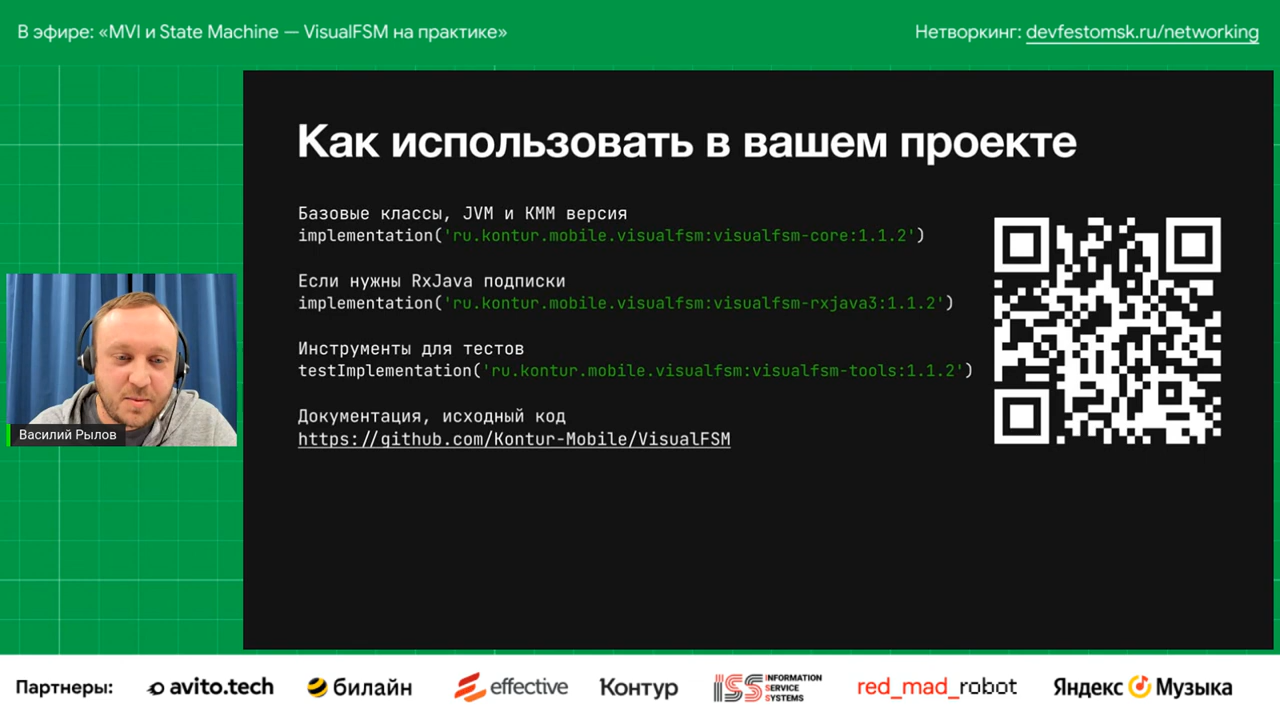 В эфире: «MVI и State Machine — VisualFSM на практике»
Нетворкинг: devfestomsk.ru/networking
Как использовать в вашем проекте
Базовые классы, JVM и KMM версия
implementation('ru.kontur.mobile.visualfsm:visualfsm-core:1.1.2')
Если нужны RxJava подписки
implementation('ru.kontur.mobile.visualfsm:visualfsm-rxjava3:1.1.2')
Инструменты для тестов
testImplementation('ru.kontur.mobile.visualfsm:visualfsm-tools:1.1.2')
Документация, исходный код
https://github.com/Kontur-Mobile/VisualFSM
Василий Рылов
Партнеры:
avito.tech
билайн
effective
Контур
ISS INFORMATION
SERVICE
SYSTEMS
red_mad_robot
Яндекс Музыка